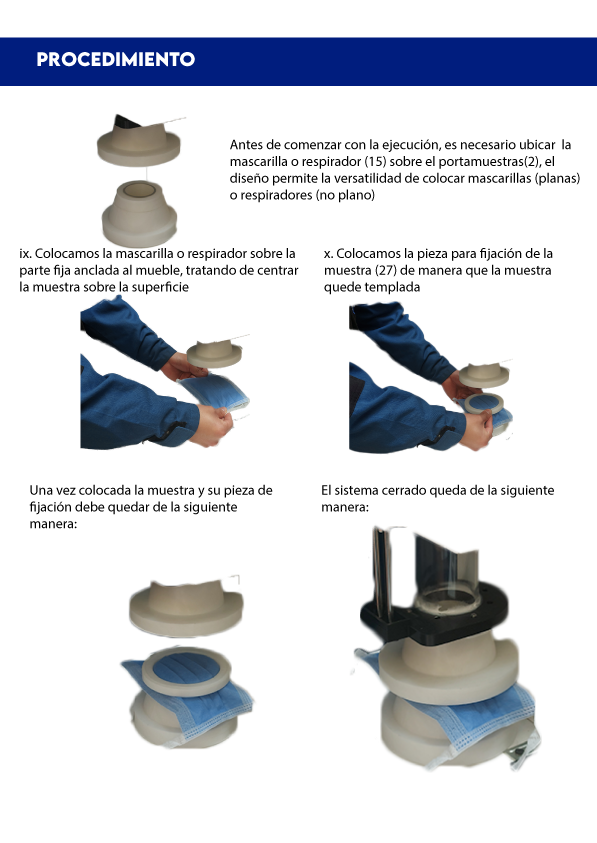 PROCEDIMIENTO
Antes de comenzar con la ejecución, es necesario ubicar la
mascarilla o respirador (15) sobre el portamuestras(2), el
diseño permite la versatilidad de colocar mascarillas (planas)
o respiradores (no plano)
ix. Colocamos la mascarilla o respirador sobre la
parte fija anclada al mueble, tratando de centrar
la muestra sobre la superficie
x. Colocamos la pieza para fijación de la
muestra (27) de manera que la muestra
quede templada
Una vez colocada la muestra y su pieza de
fijación debe quedar de la siguiente
manera:
El sistema cerrado queda de la siguiente
manera: